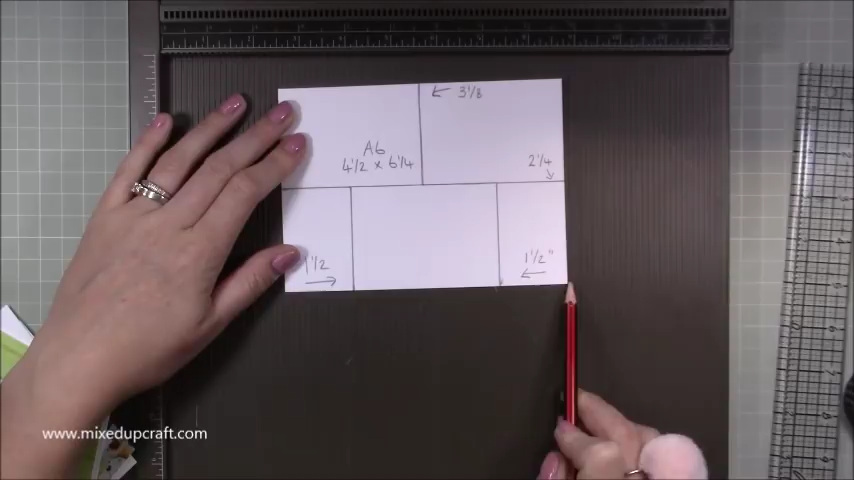 ← 3 1/8
A6
4 1/2 x 6 1/4
2 1/4
↓
1 1/2
→
1 1/2"
←
www.mixedupcraft.com